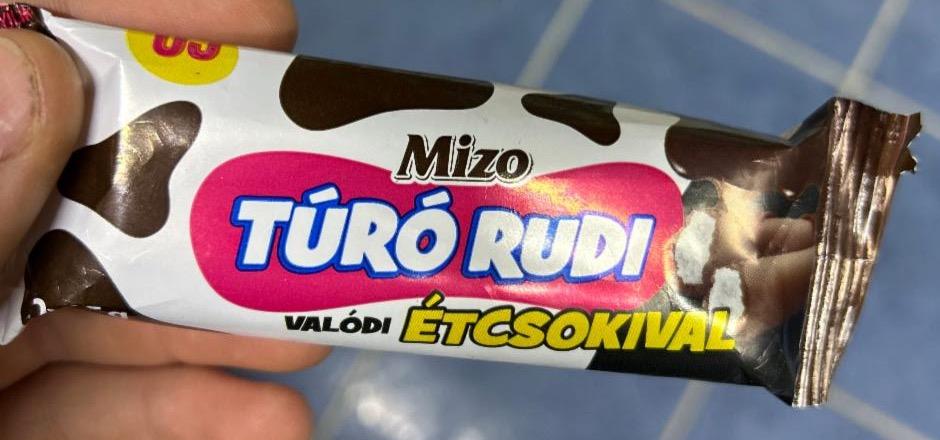 Mizo
TÚRÓ RUDI
VALÓDI ÉTCSOKIVAL